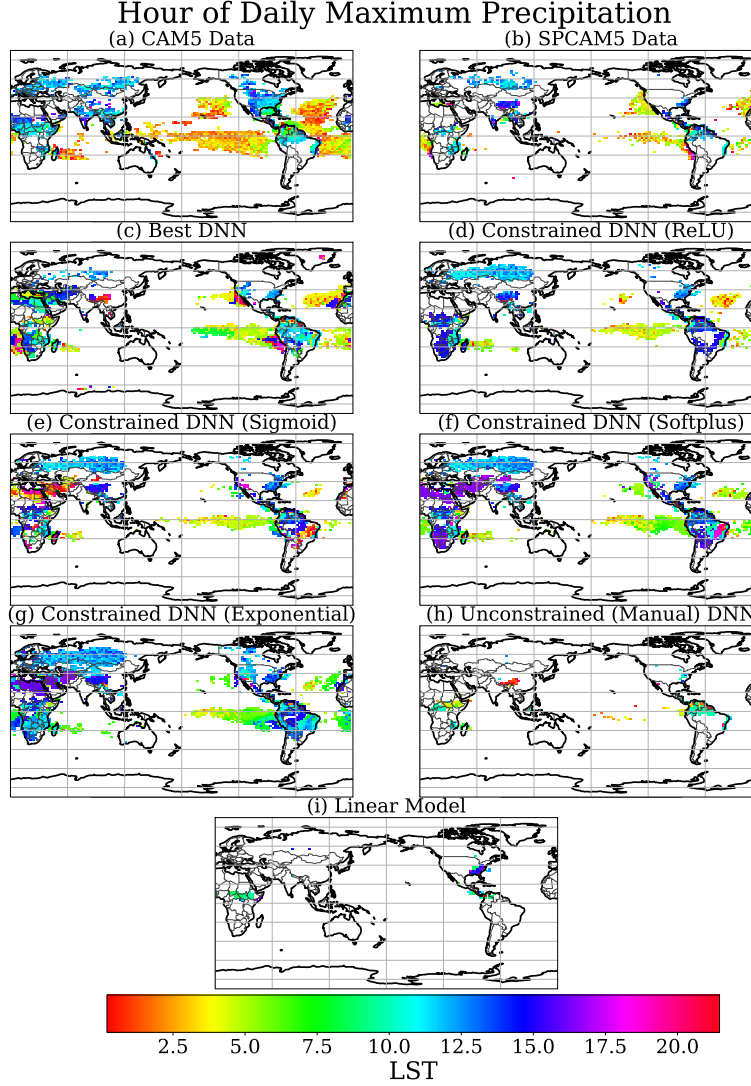 Hour of Daily Maximum Precipitation
(a) CAM5 Data
(b) SPCAM5 Data
(c) Best DNN
(d) Constrained DNN (ReLU)
(e) Constrained DNN (Sigmoid)
(f) Constrained DNN (Softplus)
(g) Constrained DNN (Exponential)
(h) Unconstrained (Manual) DNN
(i) Linear Model
2.5 5.0 7.5 10.0 12.5 15.0 17.5 20.0
LST